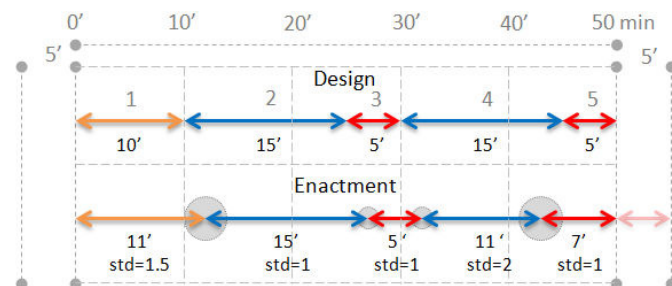 0' 10' 20' 30' 40' 50 min
5' 5'
Design
1 2 3 4 5
10' 15' 5' 15' 5'
Enactment
11' 15' 5 ' 11 ' 7'
std=1.5 std=1 std=1 std=2 std=1